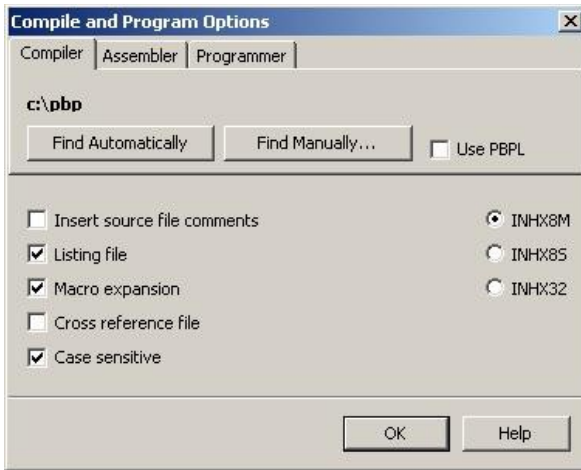 Compile and Program Options
Compiler Assembler Programmer
c:\pbp
Find Automatically Find Manually... Use PBPL
Insert source file comments INHX8M
Listing file INHX8S
Macro expansion INHX32
Cross reference file
Case sensitive
OK Help